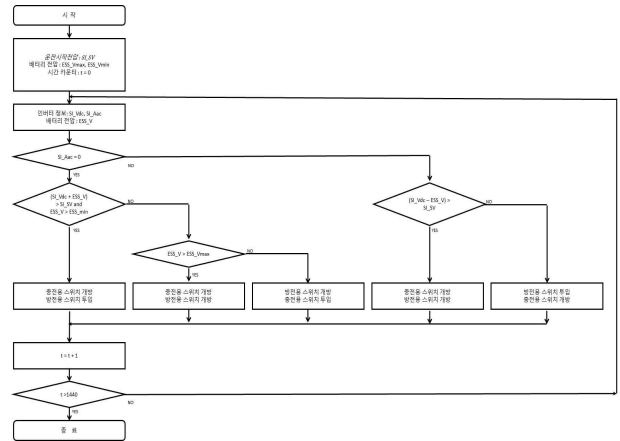 시 작
운전시작전압 : SI_SV
배터리 전압 : ESS_Vmax, ESS_Vmin
시간 카운터 : t = 0
인버터 정보: SI_Vdc, SI_Aac
배터리 전압 : ESS_V
SI_Aac = 0
YES
NO
(SI_Vdc + ESS_V)
> SI_SV and
ESS_V > ESS_min
NO
YES
(SI_Vdc – ESS_V) >
SI_SV
NO
YES
ESS_V > ESS_Vmax
NO
YES
충전용 스위치 개방
방전용 스위치 투입
충전용 스위치 개방
방전용 스위치 개방
방전용 스위치 개방
충전용 스위치 투입
충전용 스위치 개방
방전용 스위치 개방
방전용 스위치 투입
충전용 스위치 개방
t = t + 1
t >1440
NO
YES
종 료